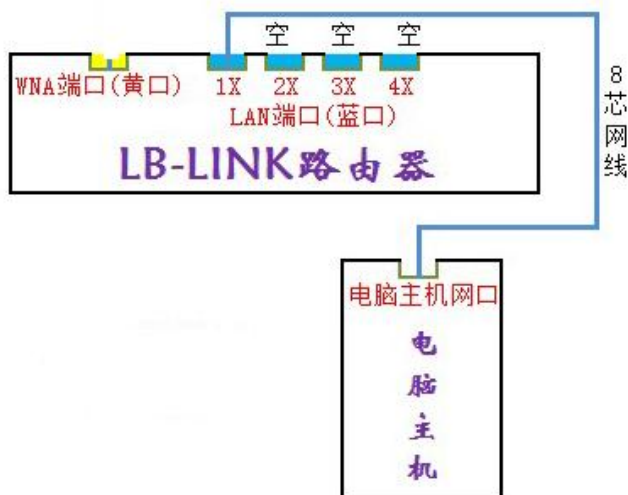 空 空 空
WNA端口(黄口) 1X 2X 3X 4X
LAN端口(蓝口)
LB-LINK路由器
8芯网线
电脑主机网口
电脑主机